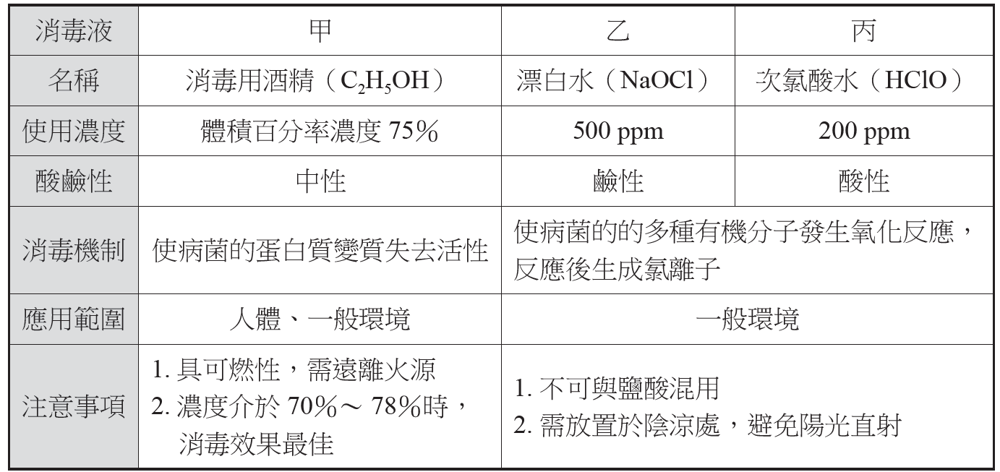 消毒液 甲 乙 丙
名稱 消毒用酒精（C₂H₅OH） 漂白水（NaOCl） 次氯酸水（HClO）
使用濃度 體積百分率濃度 75％ 500 ppm 200 ppm
酸鹼性 中性 鹼性 酸性
消毒機制 使病菌的蛋白質變質失去活性
使病菌的的多種有機分子發生氧化反應，
反應後生成氯離子
應用範圍 人體、一般環境 一般環境
注意事項
1. 具可燃性，需遠離火源
2. 濃度介於 70％～ 78％時，
消毒效果最佳
1. 不可與鹽酸混用
2. 需放置於陰涼處，避免陽光直射